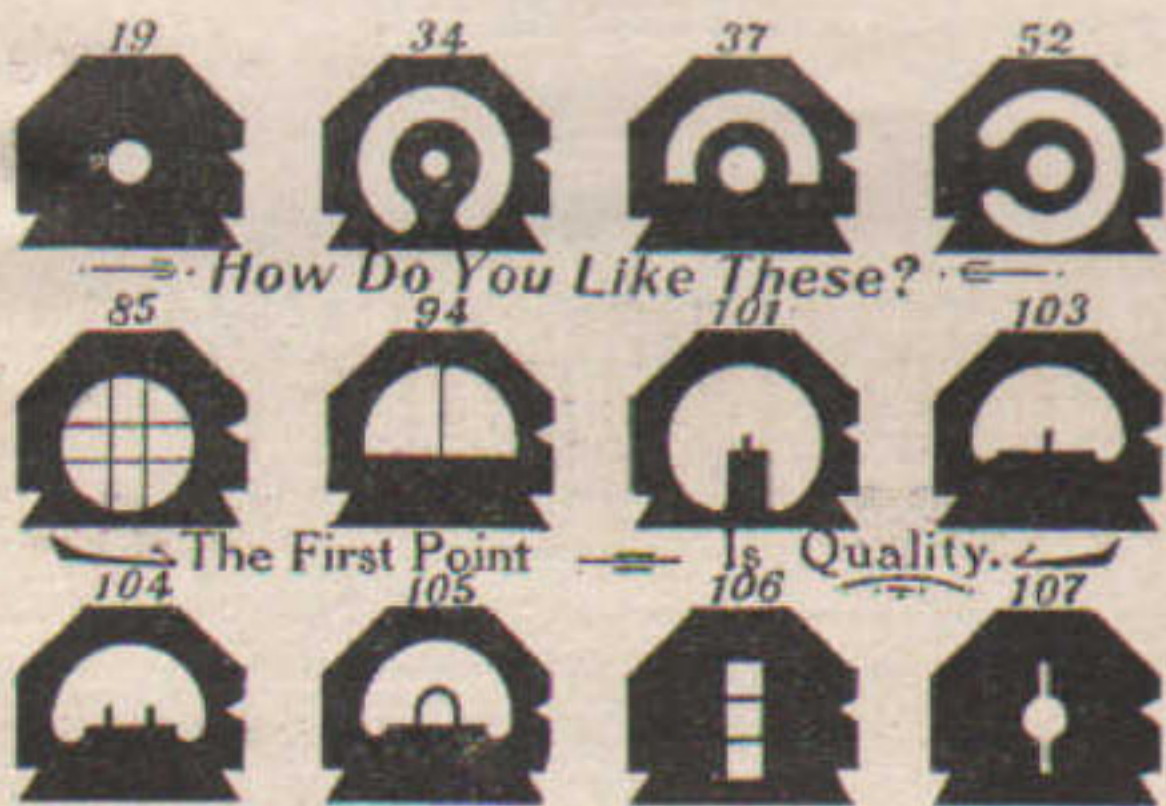 19 34 37 52
How Do You Like These?
85 94 101 103
The First Point Is Quality.
104 105 106 107